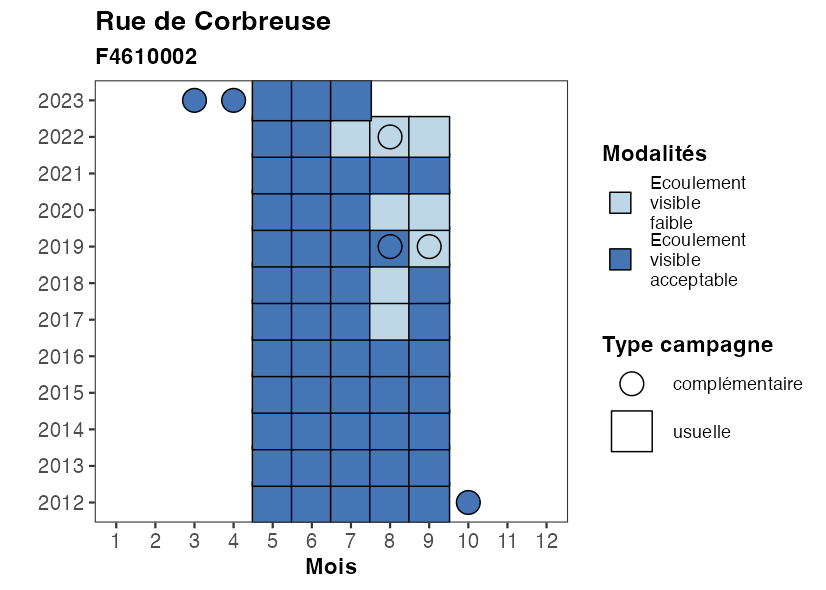 Rue de Corbreuse
F4610002
2023
2022
2021
2020
2019
2018
2017
2016
2015
2014
2013
2012
1 2 3 4 5 6 7 8 9 10 11 12
Mois
Modalités
Ecoulement
visible
faible
Ecoulement
visible
acceptable
Type campagne
complémentaire
usuelle